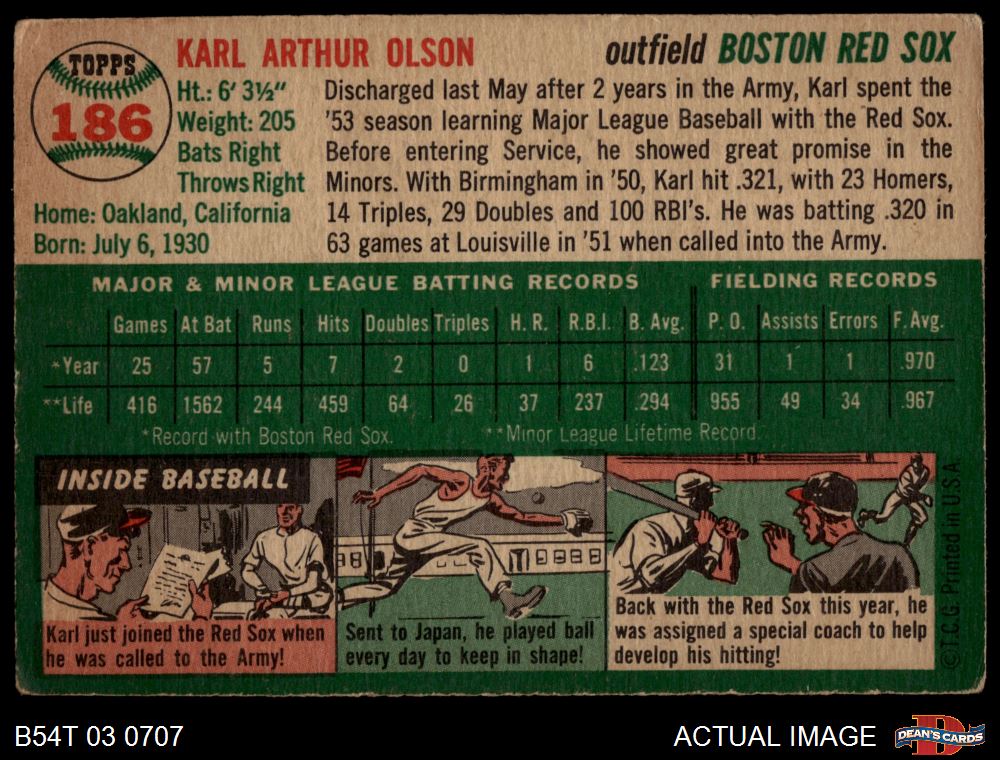 TOPPS
186
KARL ARTHUR OLSON
outfield BOSTON RED SOX
Ht.: 6' 3½"
Weight: 205
Bats Right
Throws Right
Home: Oakland, California
Born: July 6, 1930
Discharged last May after 2 years in the Army, Karl spent the
'53 season learning Major League Baseball with the Red Sox.
Before entering Service, he showed great promise in the
Minors. With Birmingham in '50, Karl hit .321, with 23 Homers,
14 Triples, 29 Doubles and 100 RBI's. He was batting .320 in
63 games at Louisville in '51 when called into the Army.
MAJOR & MINOR LEAGUE BATTING RECORDS FIELDING RECORDS
Games At Bat Runs Hits Doubles Triples H. R. R.B.I. B. Avg. P. O. Assists Errors F. Avg.
*Year 25 57 5 7 2 0 1 6 .123 31 1 1 .970
**Life 416 1562 244 459 64 26 37 237 .294 955 49 34 .967
*Record with Boston Red Sox. **Minor League Lifetime Record.
INSIDE BASEBALL
Karl just joined the Red Sox when
he was called to the Army!
Sent to Japan, he played ball
every day to keep in shape!
Back with the Red Sox this year, he
was assigned a special coach to help
develop his hitting!
©T.C.G. Printed in U.S.A.
B54T 03 0707
ACTUAL IMAGE
DEAN'S CARDS